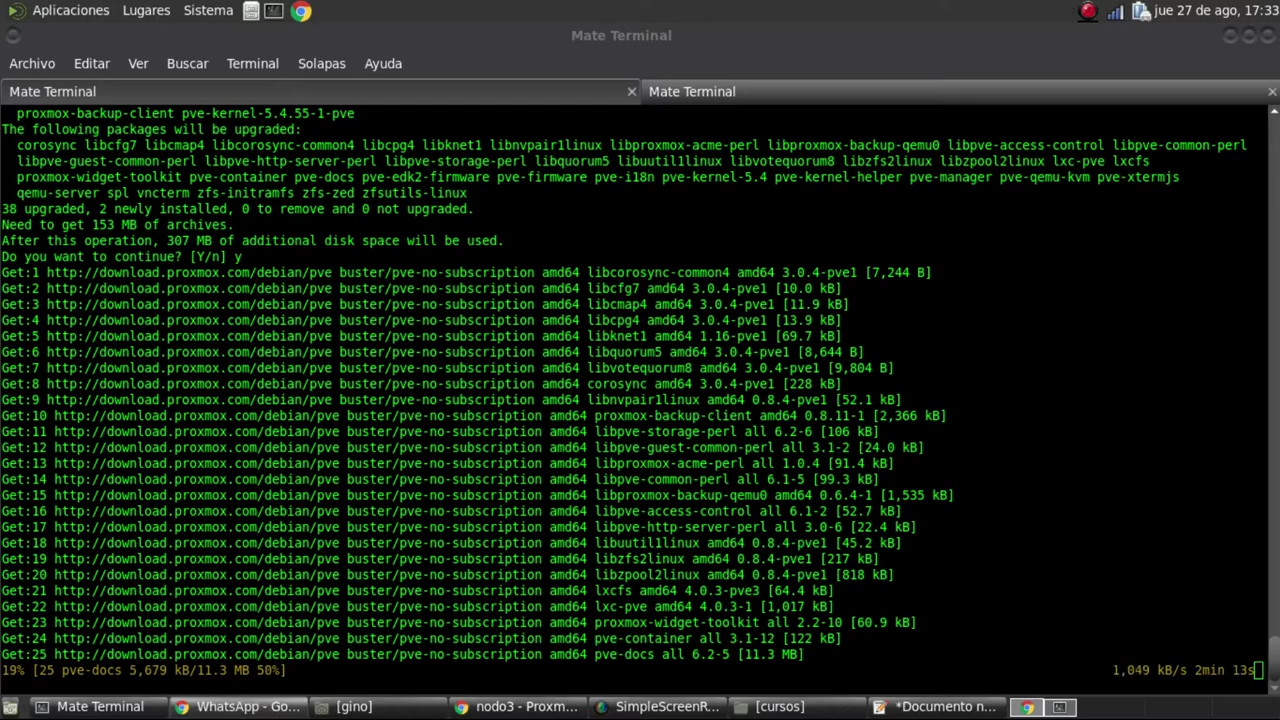 Aplicaciones Lugares Sistema jue 27 de ago, 17:33
Mate Terminal
Archivo Editar Ver Buscar Terminal Solapas Ayuda
Mate Terminal Mate Terminal
proxmox-backup-client pve-kernel-5.4.55-1-pve
The following packages will be upgraded:
corosync libcfg7 libcmap4 libcorosync-common4 libcpg4 libknet1 libnvpair1linux libproxmox-acme-perl libproxmox-backup-qemu0 libpve-access-control libpve-common-perl
libpve-guest-common-perl libpve-http-server-perl libpve-storage-perl libquorum5 libuutil1linux libvotequorum8 libzfs2linux libzpool2linux lxc-pve lxcfs
proxmox-widget-toolkit pve-container pve-docs pve-edk2-firmware pve-firmware pve-i18n pve-kernel-5.4 pve-kernel-helper pve-manager pve-qemu-kvm pve-xtermjs
qemu-server spl vncterm zfs-initramfs zfs-zed zfsutils-linux
38 upgraded, 2 newly installed, 0 to remove and 0 not upgraded.
Need to get 153 MB of archives.
After this operation, 307 MB of additional disk space will be used.
Do you want to continue? [Y/n] y
Get:1 http://download.proxmox.com/debian/pve buster/pve-no-subscription amd64 libcorosync-common4 amd64 3.0.4-pve1 [7,244 B]
Get:2 http://download.proxmox.com/debian/pve buster/pve-no-subscription amd64 libcfg7 amd64 3.0.4-pve1 [10.0 kB]
Get:3 http://download.proxmox.com/debian/pve buster/pve-no-subscription amd64 libcmap4 amd64 3.0.4-pve1 [11.9 kB]
Get:4 http://download.proxmox.com/debian/pve buster/pve-no-subscription amd64 libcpg4 amd64 3.0.4-pve1 [13.9 kB]
Get:5 http://download.proxmox.com/debian/pve buster/pve-no-subscription amd64 libknet1 amd64 1.16-pve1 [69.7 kB]
Get:6 http://download.proxmox.com/debian/pve buster/pve-no-subscription amd64 libquorum5 amd64 3.0.4-pve1 [8,644 B]
Get:7 http://download.proxmox.com/debian/pve buster/pve-no-subscription amd64 libvotequorum8 amd64 3.0.4-pve1 [9,804 B]
Get:8 http://download.proxmox.com/debian/pve buster/pve-no-subscription amd64 corosync amd64 3.0.4-pve1 [228 kB]
Get:9 http://download.proxmox.com/debian/pve buster/pve-no-subscription amd64 libnvpair1linux amd64 0.8.4-pve1 [52.1 kB]
Get:10 http://download.proxmox.com/debian/pve buster/pve-no-subscription amd64 proxmox-backup-client amd64 0.8.11-1 [2,366 kB]
Get:11 http://download.proxmox.com/debian/pve buster/pve-no-subscription amd64 libpve-storage-perl all 6.2-6 [106 kB]
Get:12 http://download.proxmox.com/debian/pve buster/pve-no-subscription amd64 libpve-guest-common-perl all 3.1-2 [24.0 kB]
Get:13 http://download.proxmox.com/debian/pve buster/pve-no-subscription amd64 libproxmox-acme-perl all 1.0.4 [91.4 kB]
Get:14 http://download.proxmox.com/debian/pve buster/pve-no-subscription amd64 libpve-common-perl all 6.1-5 [99.3 kB]
Get:15 http://download.proxmox.com/debian/pve buster/pve-no-subscription amd64 libproxmox-backup-qemu0 amd64 0.6.4-1 [1,535 kB]
Get:16 http://download.proxmox.com/debian/pve buster/pve-no-subscription amd64 libpve-access-control all 6.1-2 [52.7 kB]
Get:17 http://download.proxmox.com/debian/pve buster/pve-no-subscription amd64 libpve-http-server-perl all 3.0-6 [22.4 kB]
Get:18 http://download.proxmox.com/debian/pve buster/pve-no-subscription amd64 libuutil1linux amd64 0.8.4-pve1 [45.2 kB]
Get:19 http://download.proxmox.com/debian/pve buster/pve-no-subscription amd64 libzfs2linux amd64 0.8.4-pve1 [217 kB]
Get:20 http://download.proxmox.com/debian/pve buster/pve-no-subscription amd64 libzpool2linux amd64 0.8.4-pve1 [818 kB]
Get:21 http://download.proxmox.com/debian/pve buster/pve-no-subscription amd64 lxcfs amd64 4.0.3-pve3 [64.4 kB]
Get:22 http://download.proxmox.com/debian/pve buster/pve-no-subscription amd64 lxc-pve amd64 4.0.3-1 [1,017 kB]
Get:23 http://download.proxmox.com/debian/pve buster/pve-no-subscription amd64 proxmox-widget-toolkit all 2.2-10 [60.9 kB]
Get:24 http://download.proxmox.com/debian/pve buster/pve-no-subscription amd64 pve-container all 3.1-12 [122 kB]
Get:25 http://download.proxmox.com/debian/pve buster/pve-no-subscription amd64 pve-docs all 6.2-5 [11.3 MB]
19% [25 pve-docs 5,679 kB/11.3 MB 50%] 1,049 kB/s 2min 13s
Mate Terminal WhatsApp - Go... [gino] nodo3 - Proxm... SimpleScreenR... [cursos] *Documento n...